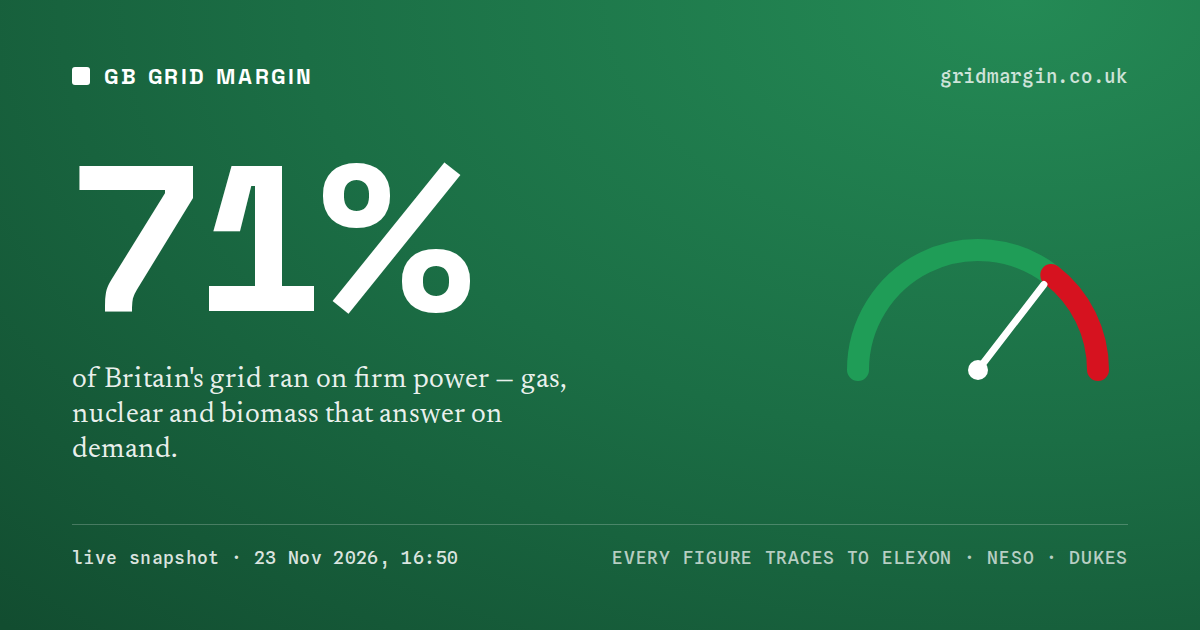 GB GRID MARGIN
gridmargin.co.uk
71%
of Britain's grid ran on firm power — gas,
nuclear and biomass that answer on
demand.
live snapshot · 23 Nov 2026, 16:50
EVERY FIGURE TRACES TO ELEXON · NESO · DUKES